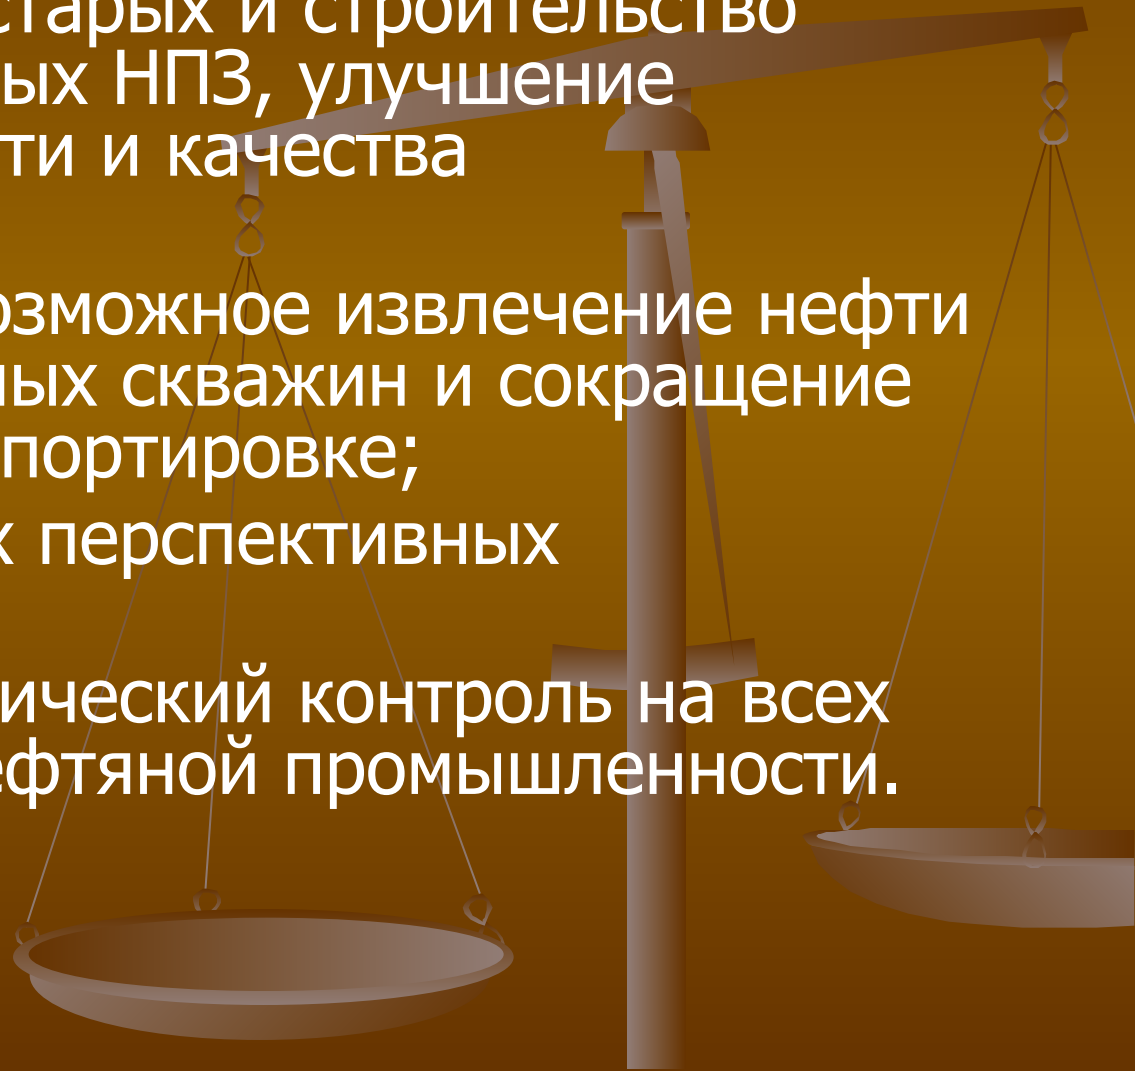 старых и строительство
ых НПЗ, улучшение
ти и качества
озможное извлечение нефти
ных скважин и сокращение
портировке;
х перспективных
ический контроль на всех
ефтяной промышленности.